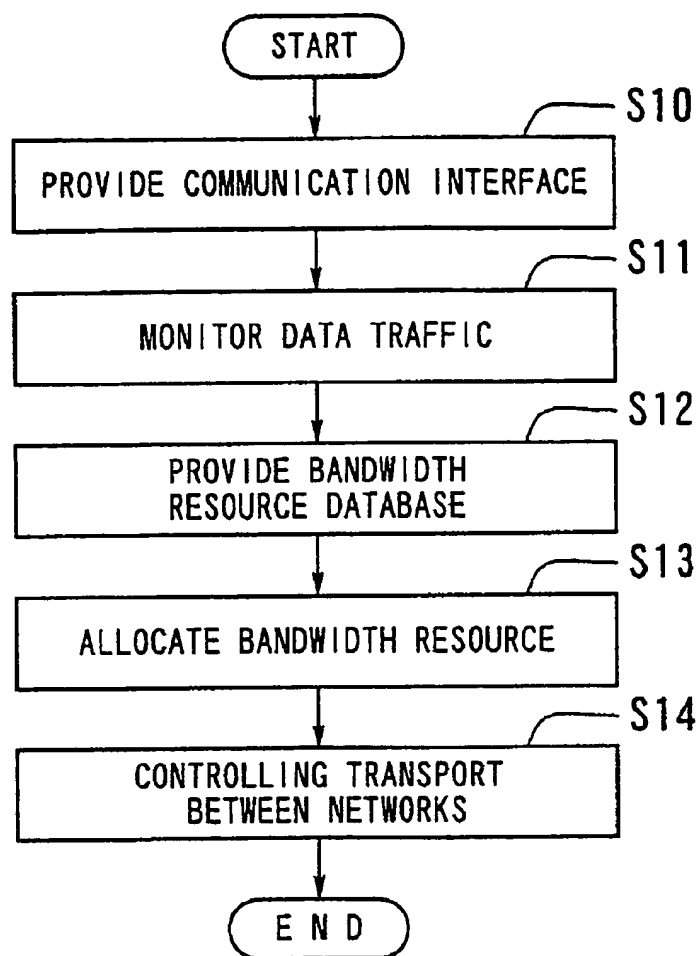 START
S10
PROVIDE COMMUNICATION INTERFACE
S11
MONITOR DATA TRAFFIC
S12
PROVIDE BANDWIDTH
RESOURCE DATABASE
S13
ALLOCATE BANDWIDTH RESOURCE
S14
CONTROLLING TRANSPORT
BETWEEN NETWORKS
END